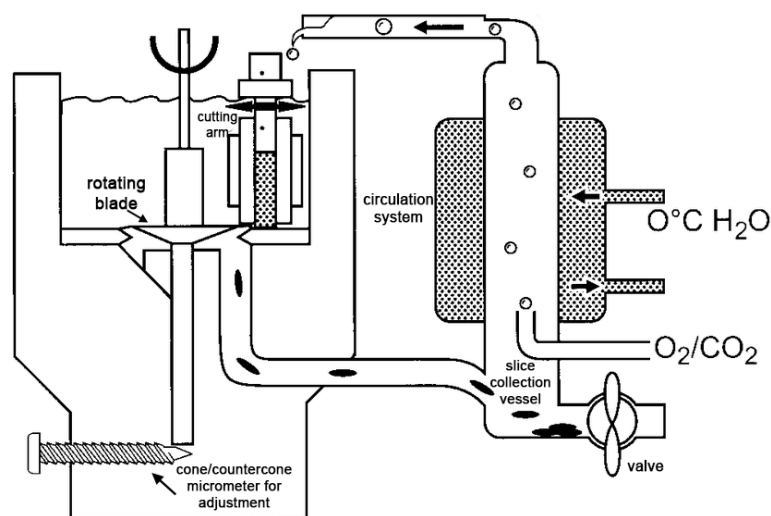 cutting
arm
rotating
blade
circulation
system
O°C H₂O
O₂/CO₂
slice
collection
vessel
cone/countercone
micrometer for
adjustment
valve